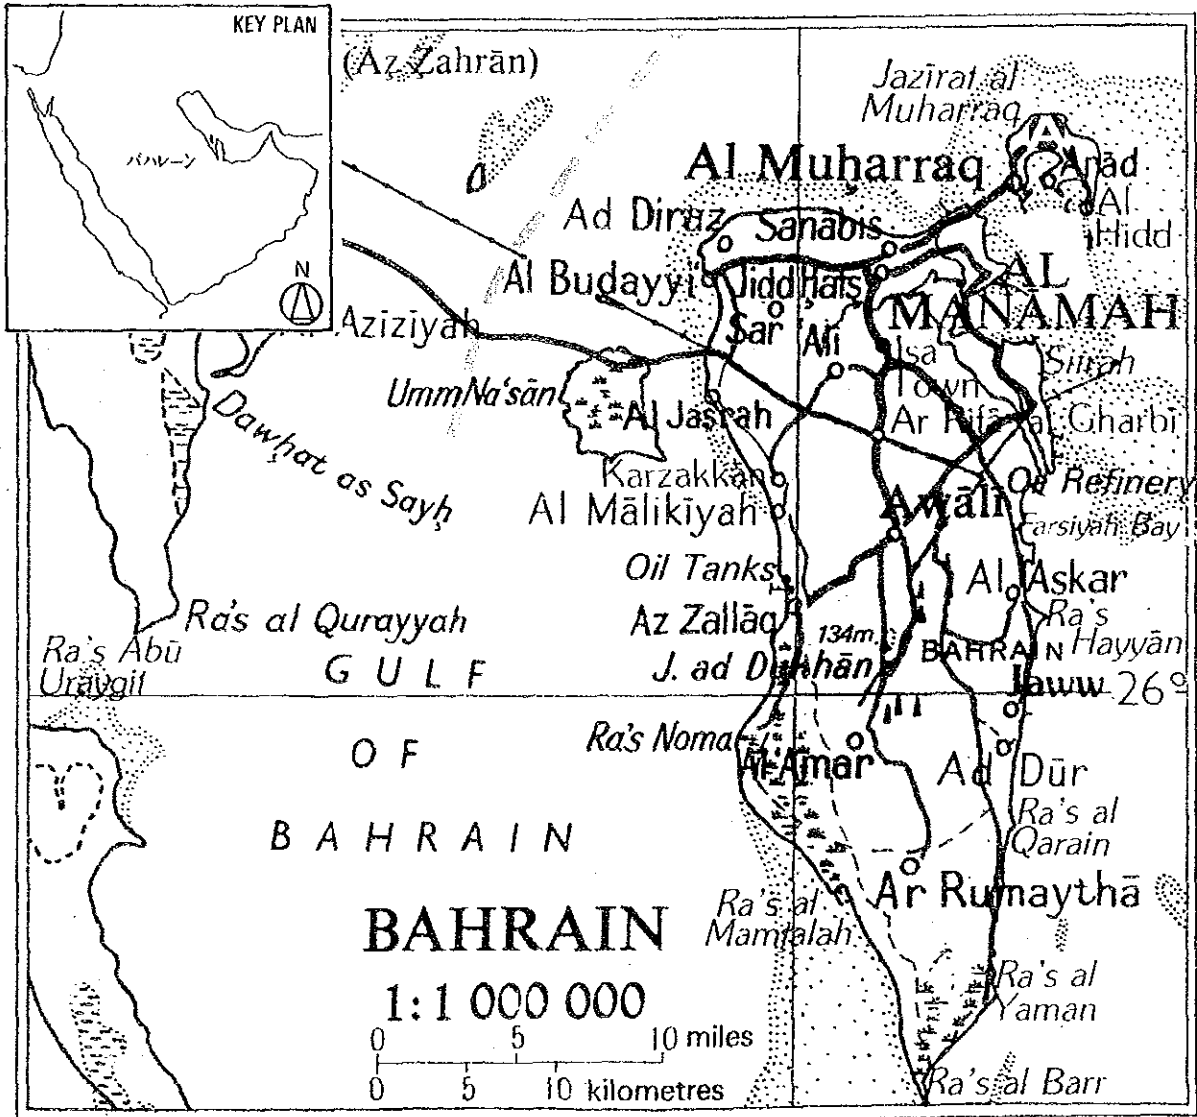 KEY PLAN
バハレーン
N
(Az Zahrān)
Jazīrat al
Muharraq
Al Muharraq
Arād
Al
Hidd
Ad Diraz
Sanābis
Al Budayyi'
Jidd Hafs
AL
MANAMAH
Sar
'Ali
Azīzīyah
Isa
Town
Sitrah
Umm Na'sān
Al Jasrah
Ar Rifā' al Gharbī
Dawhat as Sayh
Karzakkān
Oil Refinery
Al Mālikīyah
Awālī
Farsiyah Bay
Oil Tanks
Al 'Askar
Ra's al Qurayyah
Az Zallāq
Ra's
Hayyān
134m.
BAHRAIN
Ra's Abū
GULF
J. ad Dukhān
Jaww
26°
Ra's Noma
OF
Al Amar
Ad Dūr
Ra's al
Qarain
BAHRAIN
Ar Rumaythā
Ra's al
Mamtalah
BAHRAIN
1:1 000 000
Ra's al
Yaman
0 5 10 miles
0 5 10 kilometres
Ra's al Barr